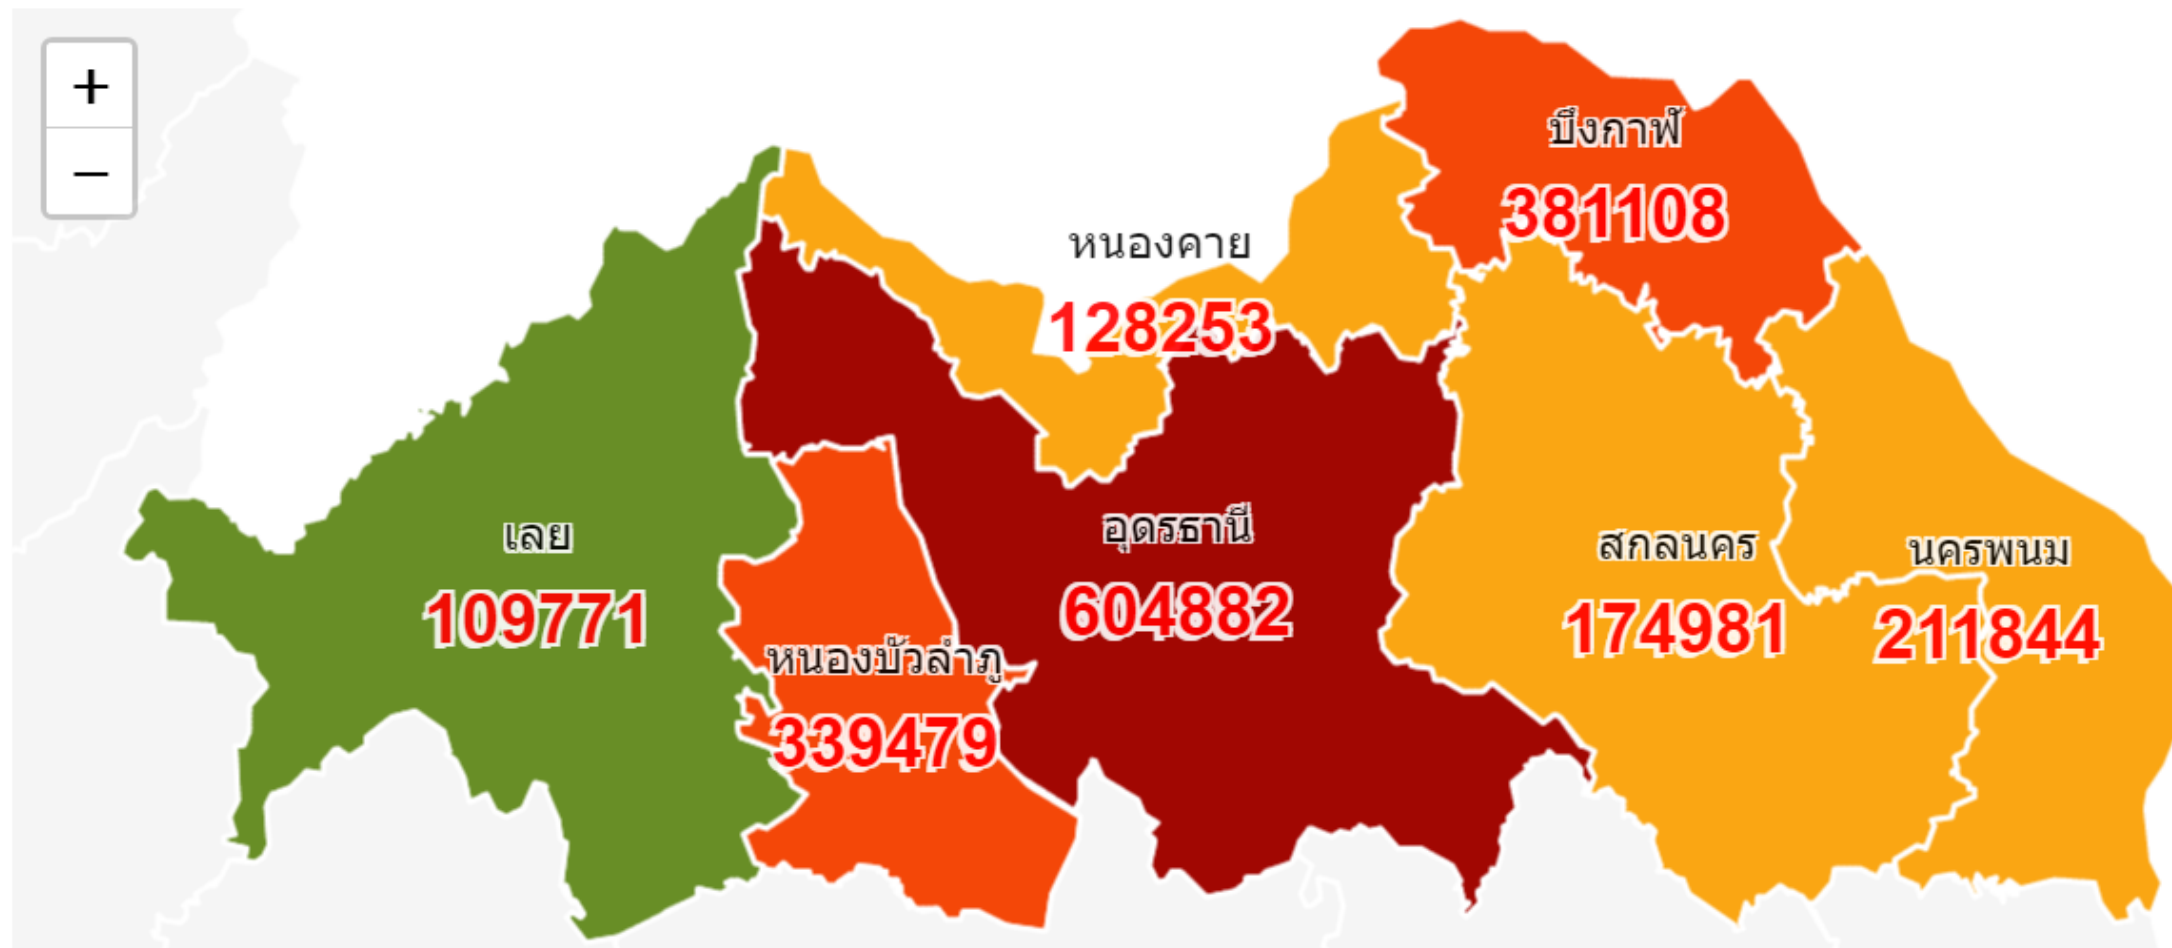 +
−
บึงกาฬ
381108
หนองคาย
128253
เลย
109771
อุดรธานี
604882
สกลนคร
174981
นครพนม
211844
หนองบัวลำภู
339479